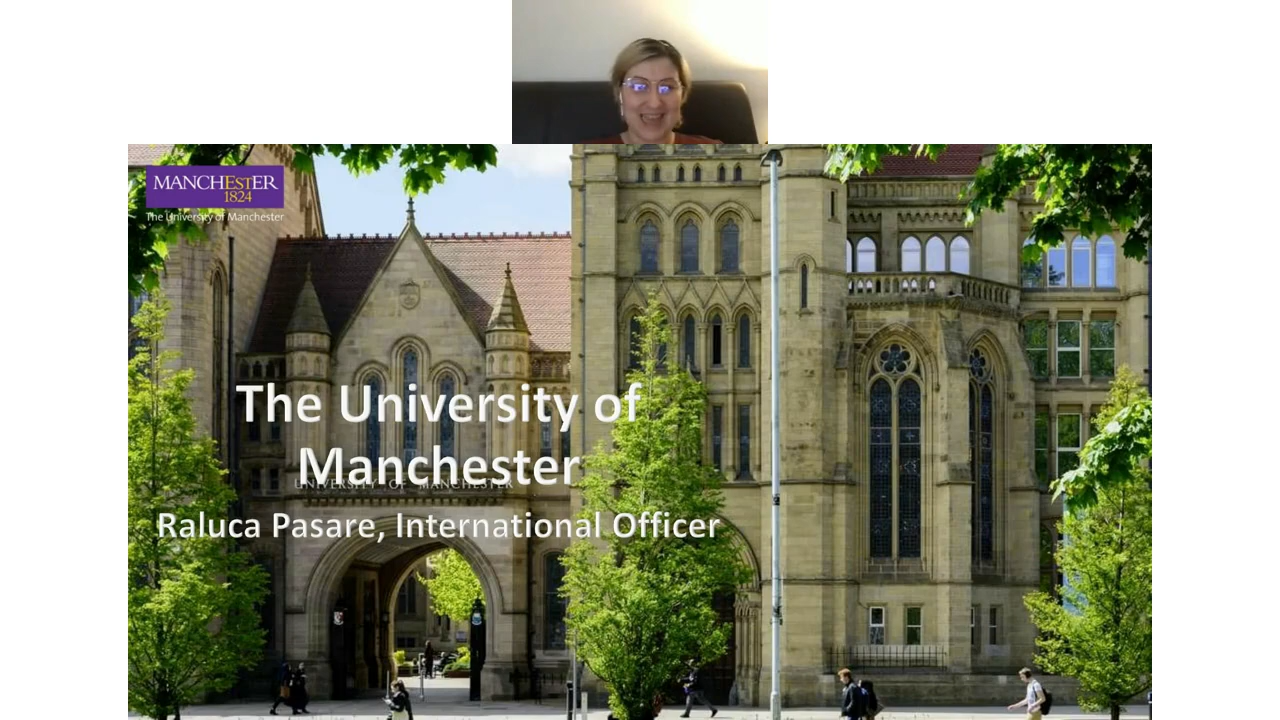 MANCHESTER
1824
The University of Manchester
The University of
Manchester
UNIVERSITY OF MANCHESTER
Raluca Pasare, International Officer